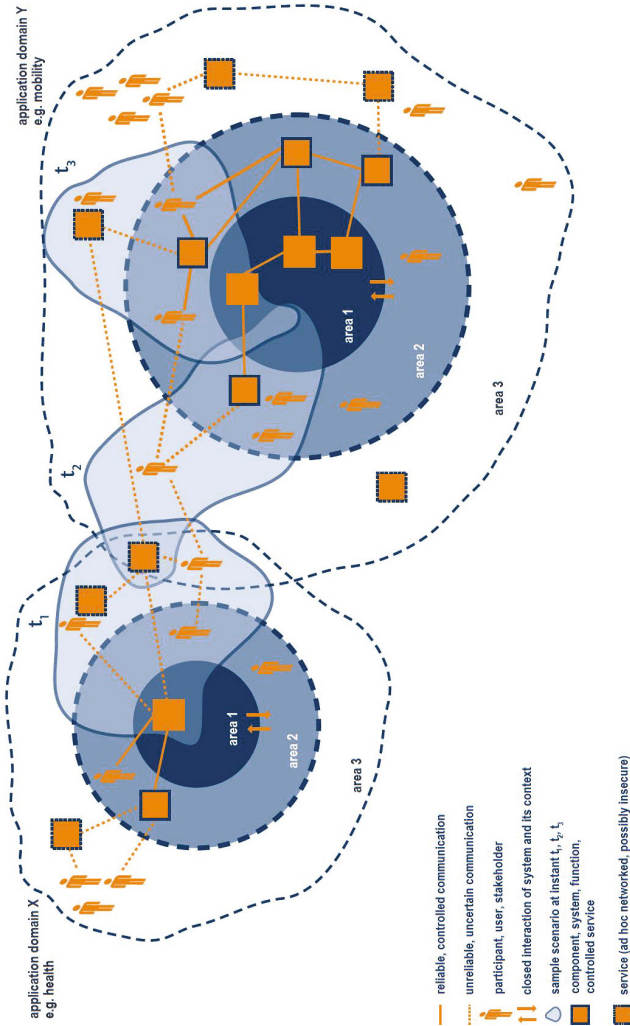 application domain X
e.g. health
application domain Y
e.g. mobility
t1
t2
t3
area 1
area 2
area 3
area 1
area 2
area 3
reliable, controlled communication
unreliable, uncertain communication
participant, user, stakeholder
closed interaction of system and its context
sample scenario at instant t1, t2, t3
component, system, function,
controlled service
service (ad hoc networked, possibly insecure)